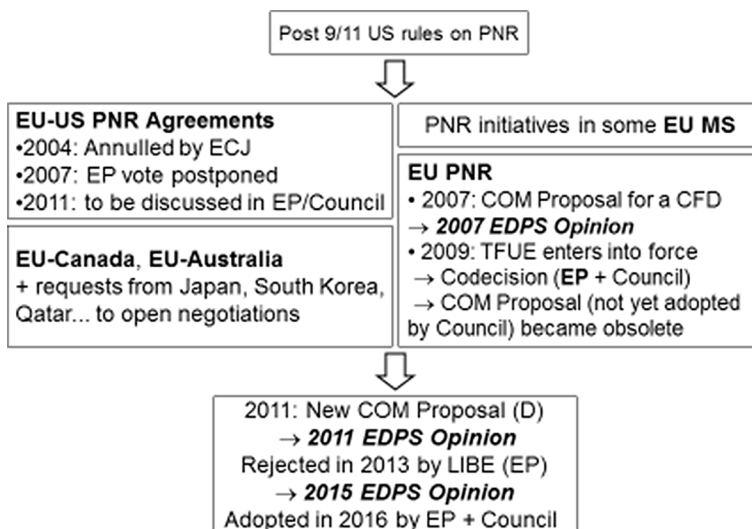 Post 9/11 US rules on PNR
EU-US PNR Agreements
•2004: Annulled by ECJ
•2007: EP vote postponed
•2011: to be discussed in EP/Council
EU-Canada, EU-Australia
+ requests from Japan, South Korea,
Qatar... to open negotiations
PNR initiatives in some EU MS
EU PNR
• 2007: COM Proposal for a CFD
→ 2007 EDPS Opinion
• 2009: TFUE enters into force
→ Codecision (EP + Council)
→ COM Proposal (not yet adopted
by Council) became obsolete
2011: New COM Proposal (D)
→ 2011 EDPS Opinion
Rejected in 2013 by LIBE (EP)
→ 2015 EDPS Opinion
Adopted in 2016 by EP + Council